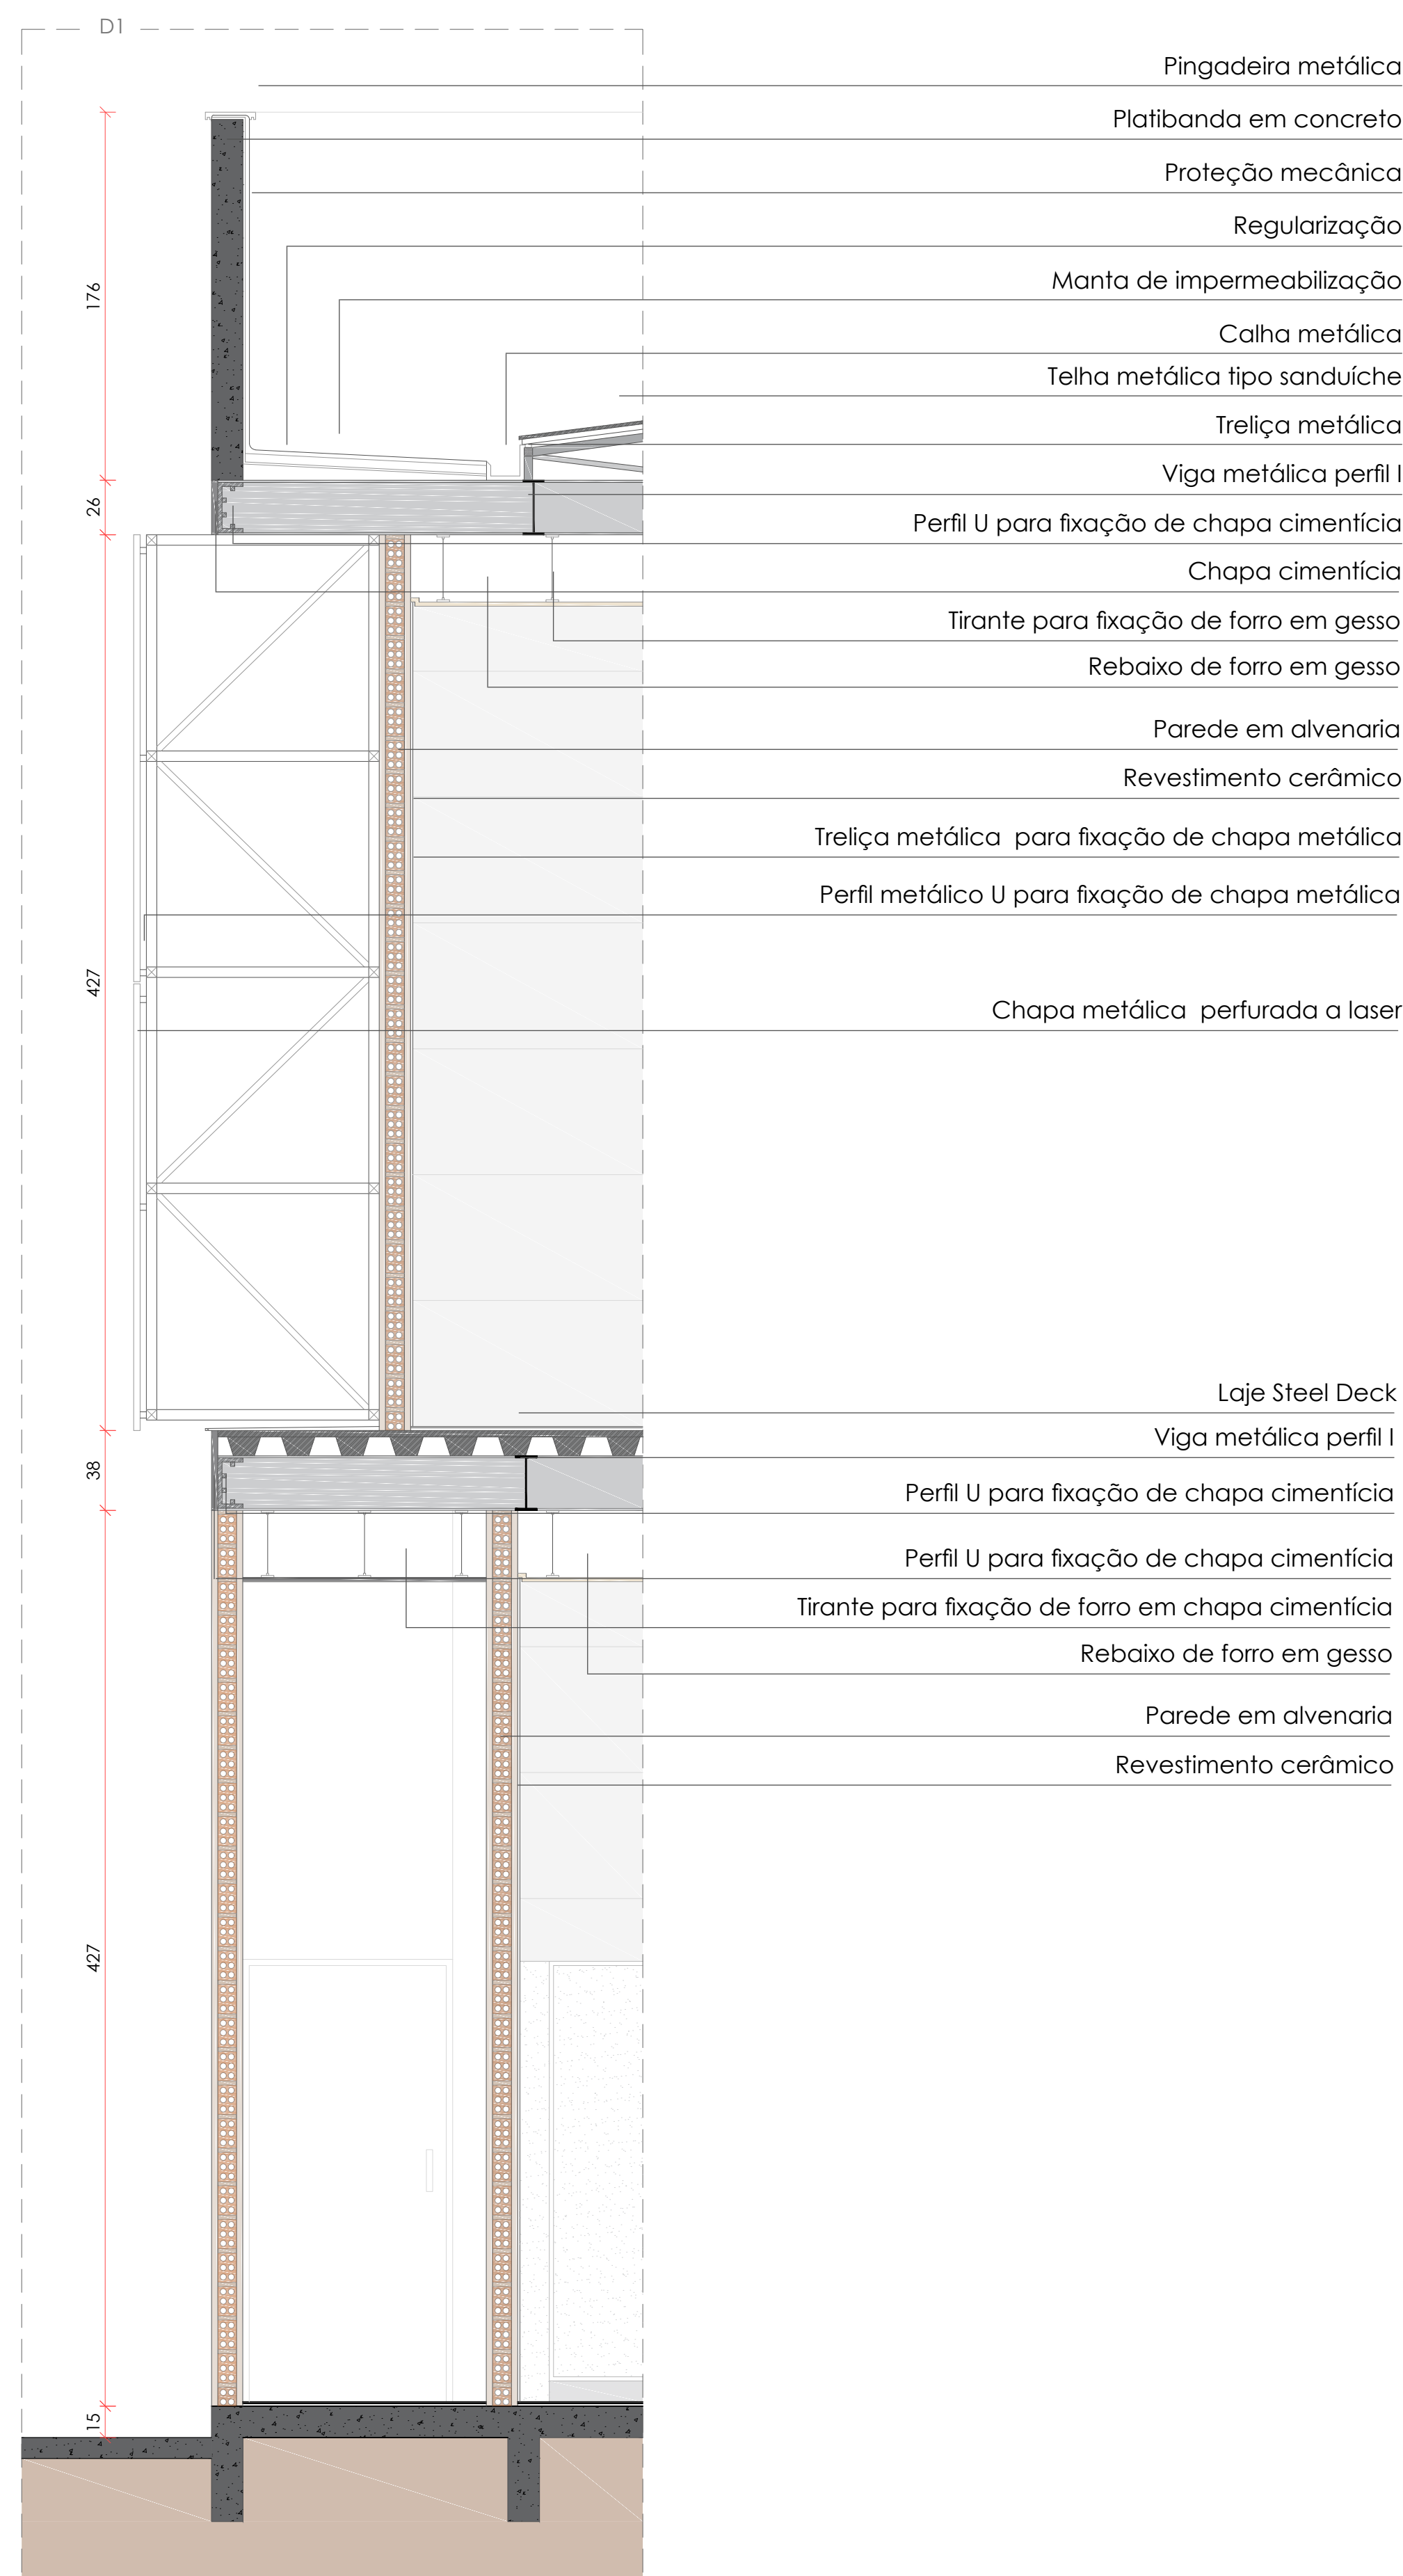 D1
Pingadeira metálica
Platibanda em concreto
Proteção mecânica
Regularização
Manta de impermeabilização
Calha metálica
Telha metálica tipo sanduíche
Treliça metálica
Viga metálica perfil I
Perfil U para fixação de chapa cimentícia
Chapa cimentícia
Tirante para fixação de forro em gesso
Rebaixo de forro em gesso
Parede em alvenaria
Revestimento cerâmico
Treliça metálica  para fixação de chapa metálica
Perfil metálico U para fixação de chapa metálica
Chapa metálica  perfurada a laser
Laje Steel Deck
Viga metálica perfil I
Perfil U para fixação de chapa cimentícia
Perfil U para fixação de chapa cimentícia
Tirante para fixação de forro em chapa cimentícia
Rebaixo de forro em gesso
Parede em alvenaria
Revestimento cerâmico
176
26
427
38
427
15